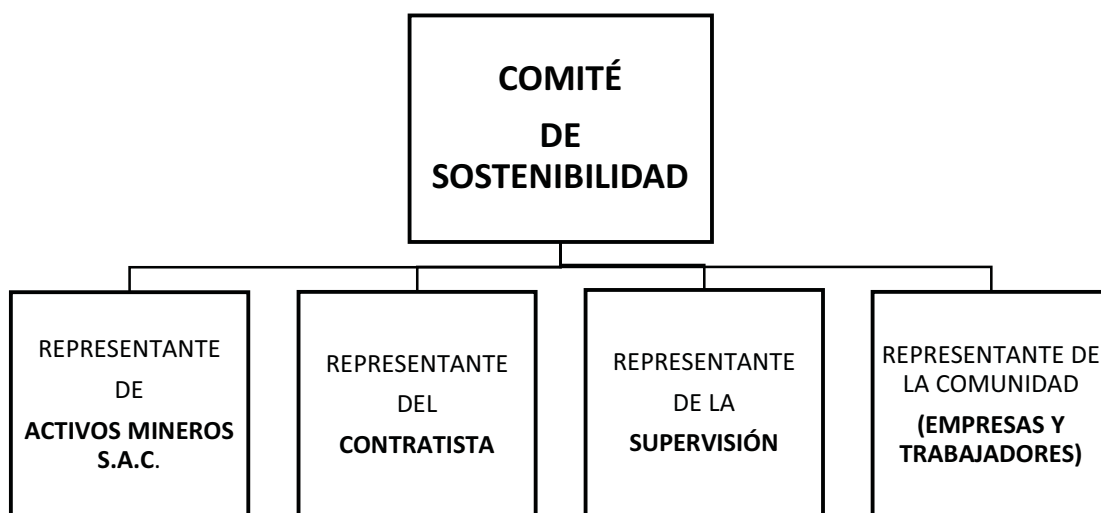 COMITÉ
DE
SOSTENIBILIDAD
REPRESENTANTE
DE
ACTIVOS MINEROS
S.A.C.
REPRESENTANTE
DEL
CONTRATISTA
REPRESENTANTE
DE LA
SUPERVISIÓN
REPRESENTANTE DE
LA COMUNIDAD
(EMPRESAS Y
TRABAJADORES)